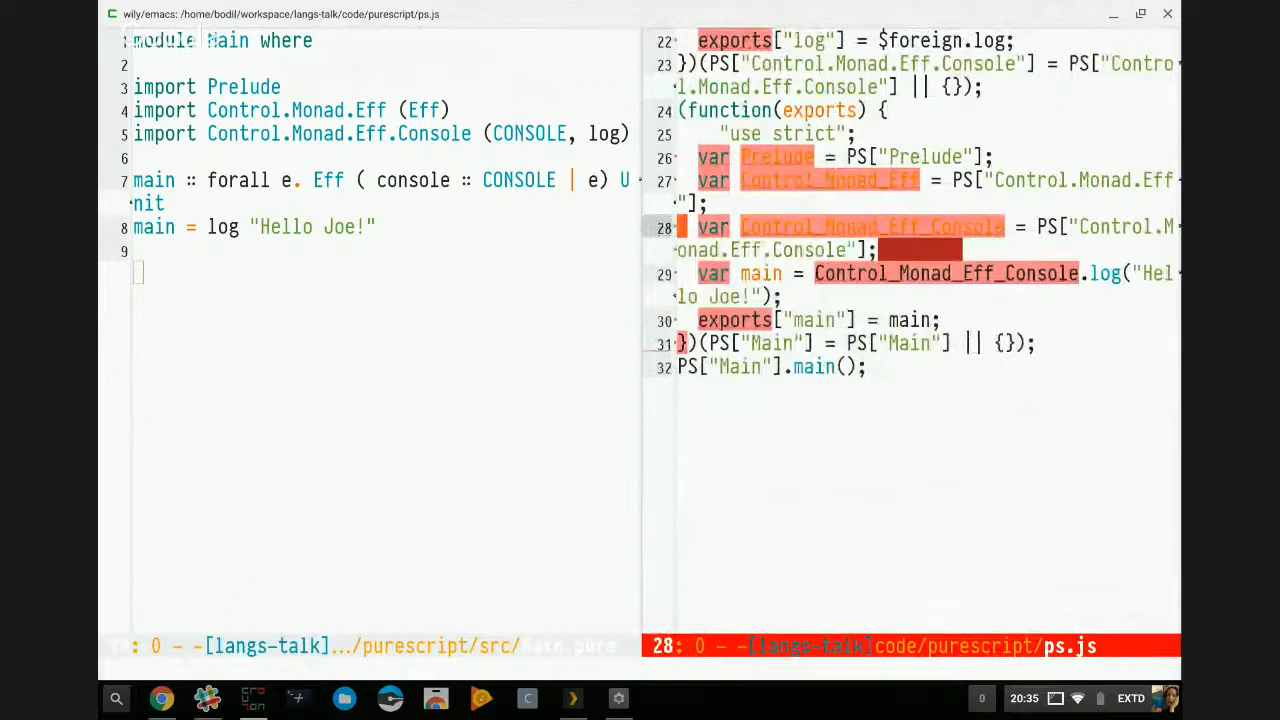 wily/emacs: /home/bodil/workspace/langs-talk/code/purescript/ps.js
1 module Main where
2
3 import Prelude
4 import Control.Monad.Eff (Eff)
5 import Control.Monad.Eff.Console (CONSOLE, log)
6
7 main :: forall e. Eff ( console :: CONSOLE | e) U
nit
8 main = log "Hello Joe!"
9
22 exports["log"] = $foreign.log;
23 })(PS["Control.Monad.Eff.Console"] = PS["Contro
l.Monad.Eff.Console"] || {});
24 (function(exports) {
25 "use strict";
26 var Prelude = PS["Prelude"];
27 var Control_Monad_Eff = PS["Control.Monad.Eff
"];
28 var Control_Monad_Eff_Console = PS["Control.M
onad.Eff.Console"];
29 var main = Control_Monad_Eff_Console.log("Hel
lo Joe!");
30 exports["main"] = main;
31 })(PS["Main"] = PS["Main"] || {});
32 PS["Main"].main();
: 0 - -[langs-talk].../purescript/src/
28: 0 - -[langs-talk]code/purescript/ps.js
0 20:35 EXTD